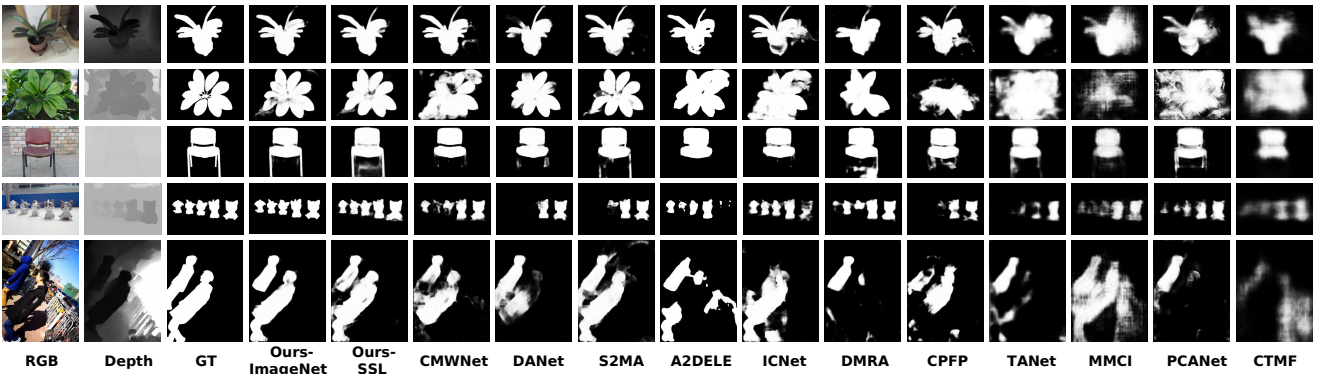 RGB Depth GT Ours-ImageNet Ours-SSL CMWNet DANet S2MA A2DELE ICNet DMRA CPFP TANet MMCI PCANet CTMF